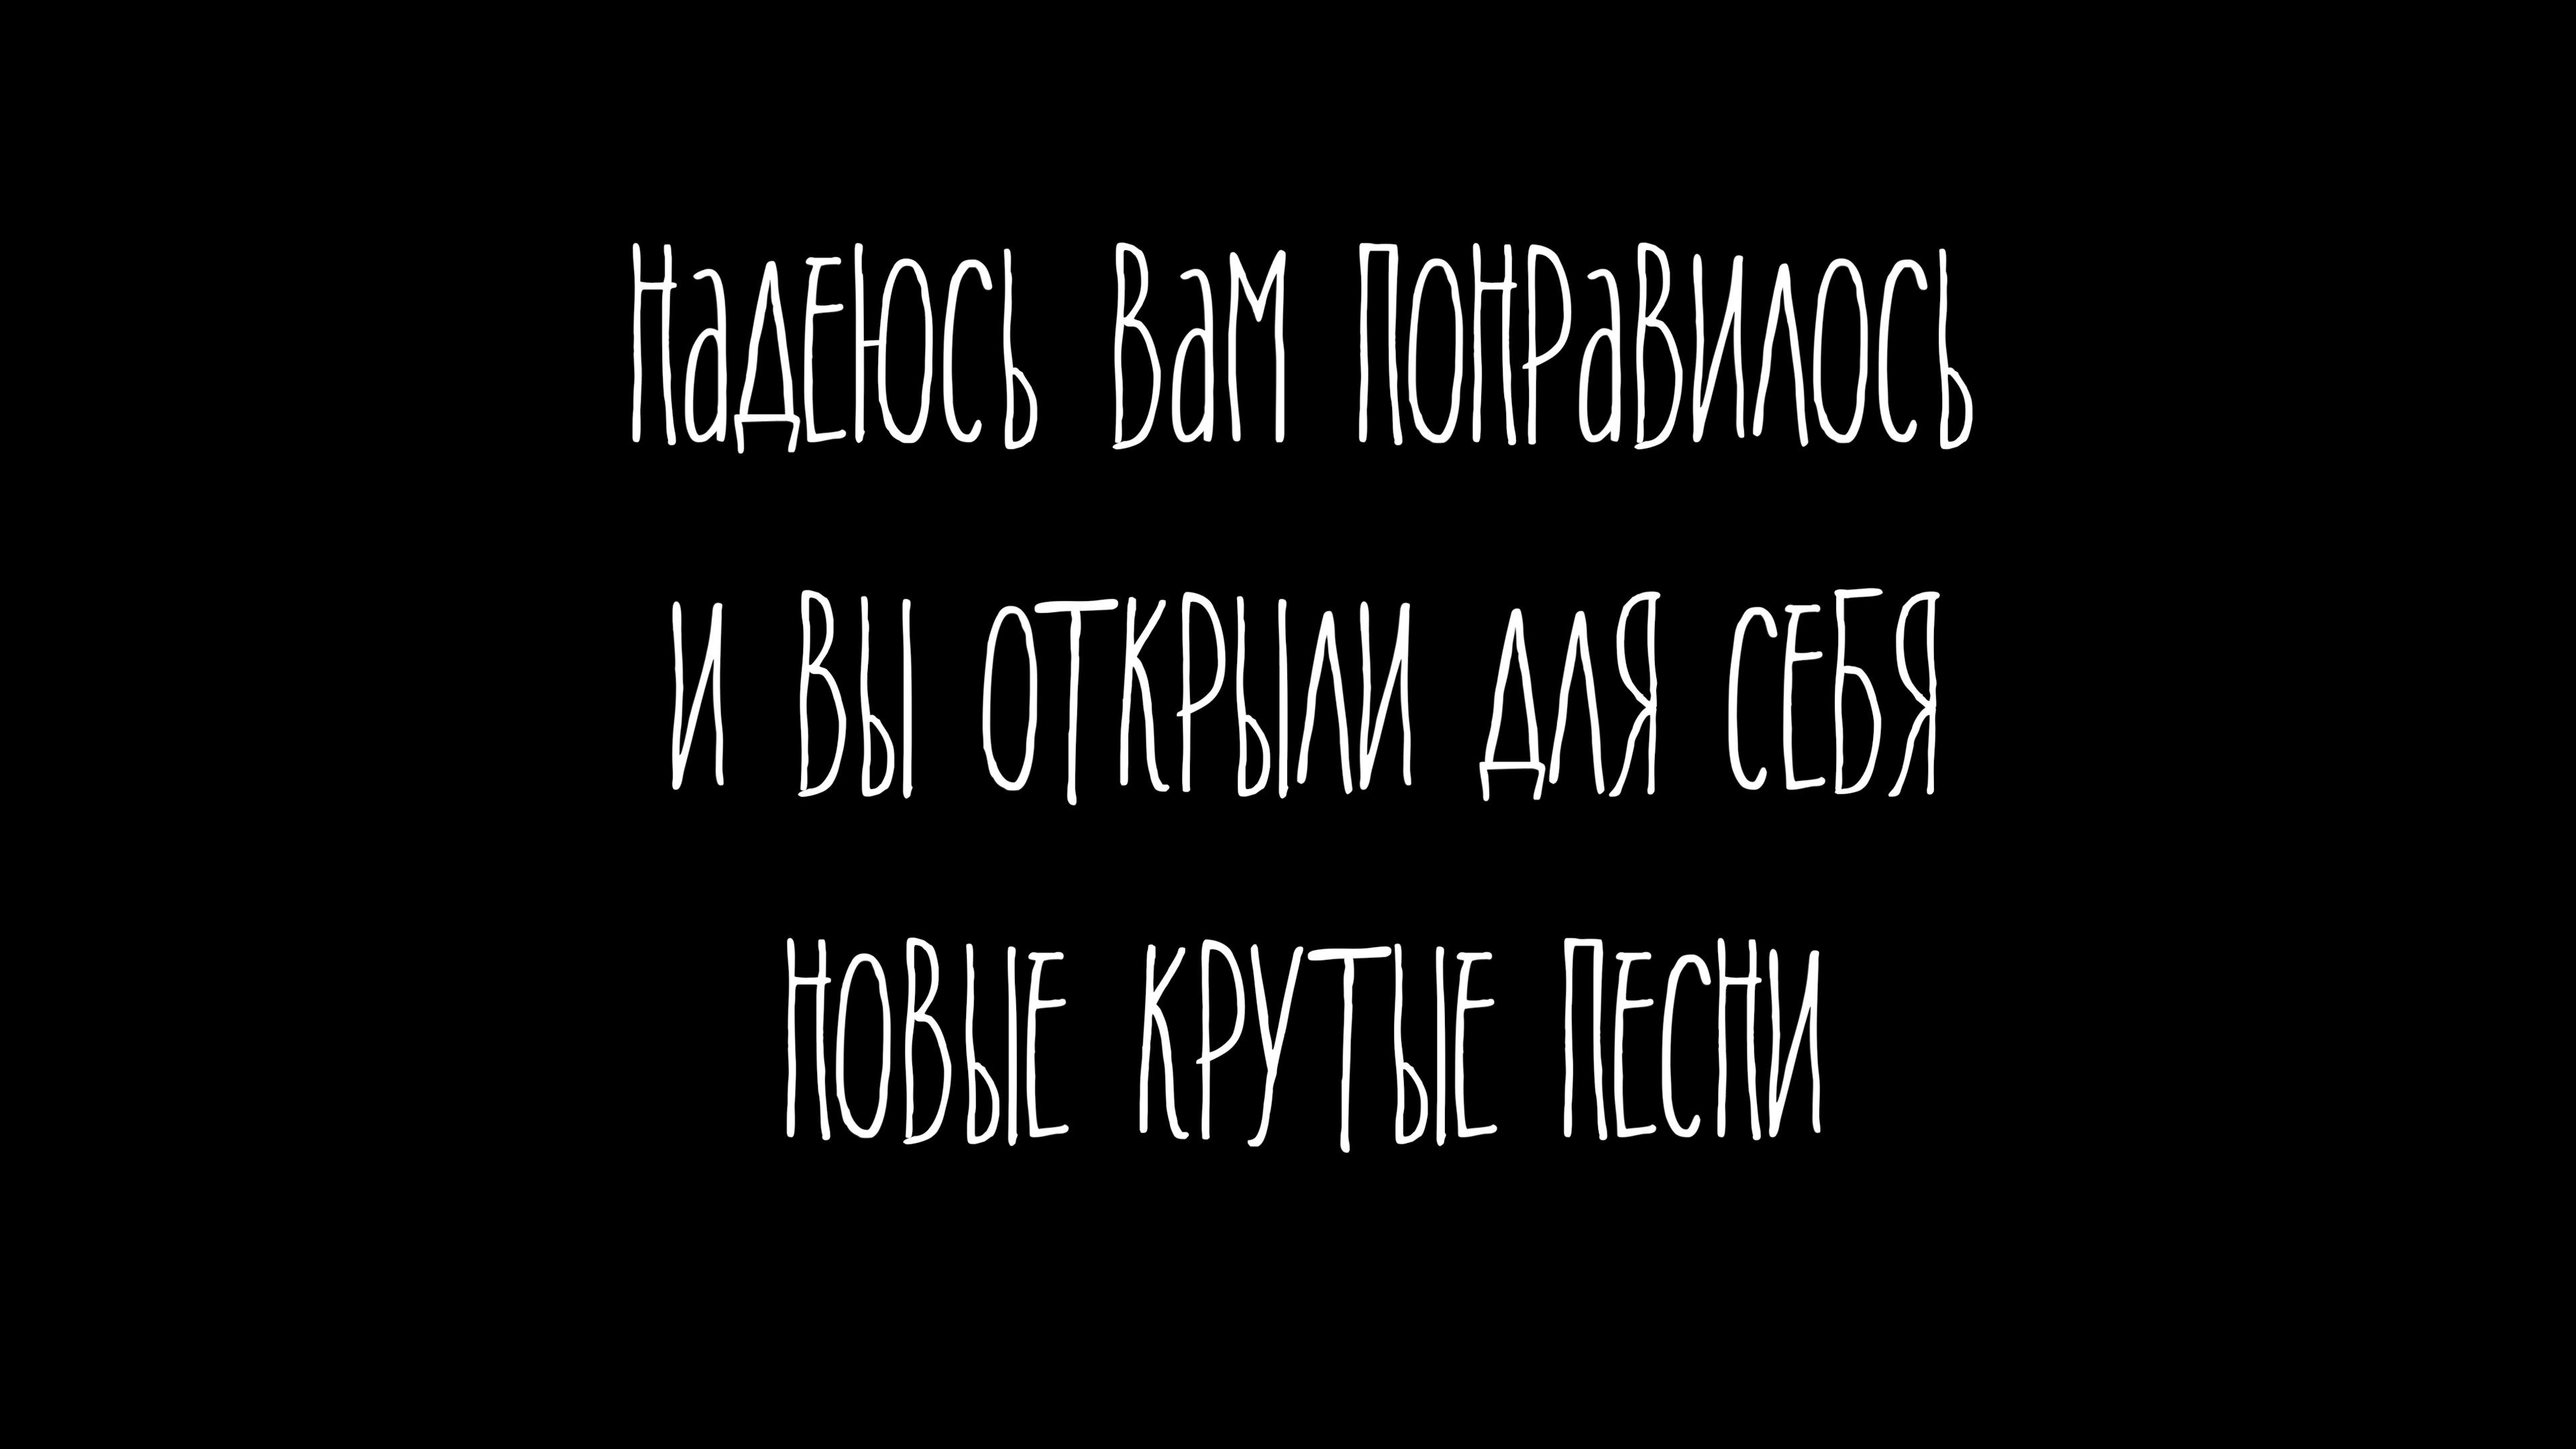 Надеюсь вам понравилось
и вы открыли для себя
новые крутые песни